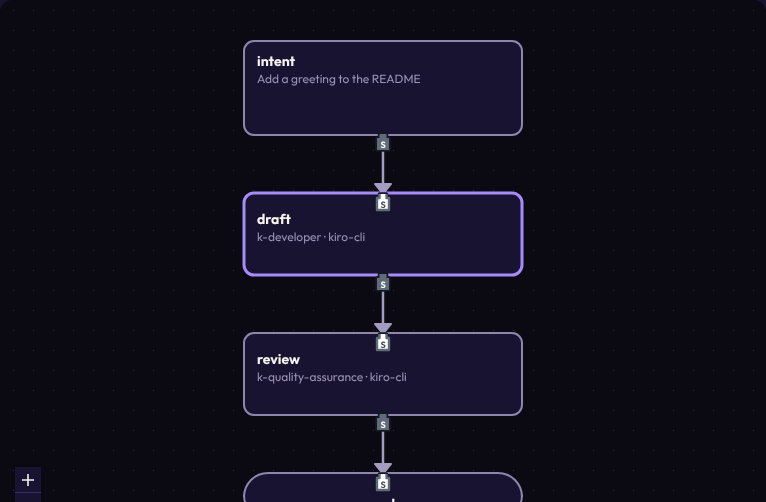 intent
Add a greeting to the README
S
S
draft
k-developer · kiro-cli
S
S
review
k-quality-assurance · kiro-cli
S
S